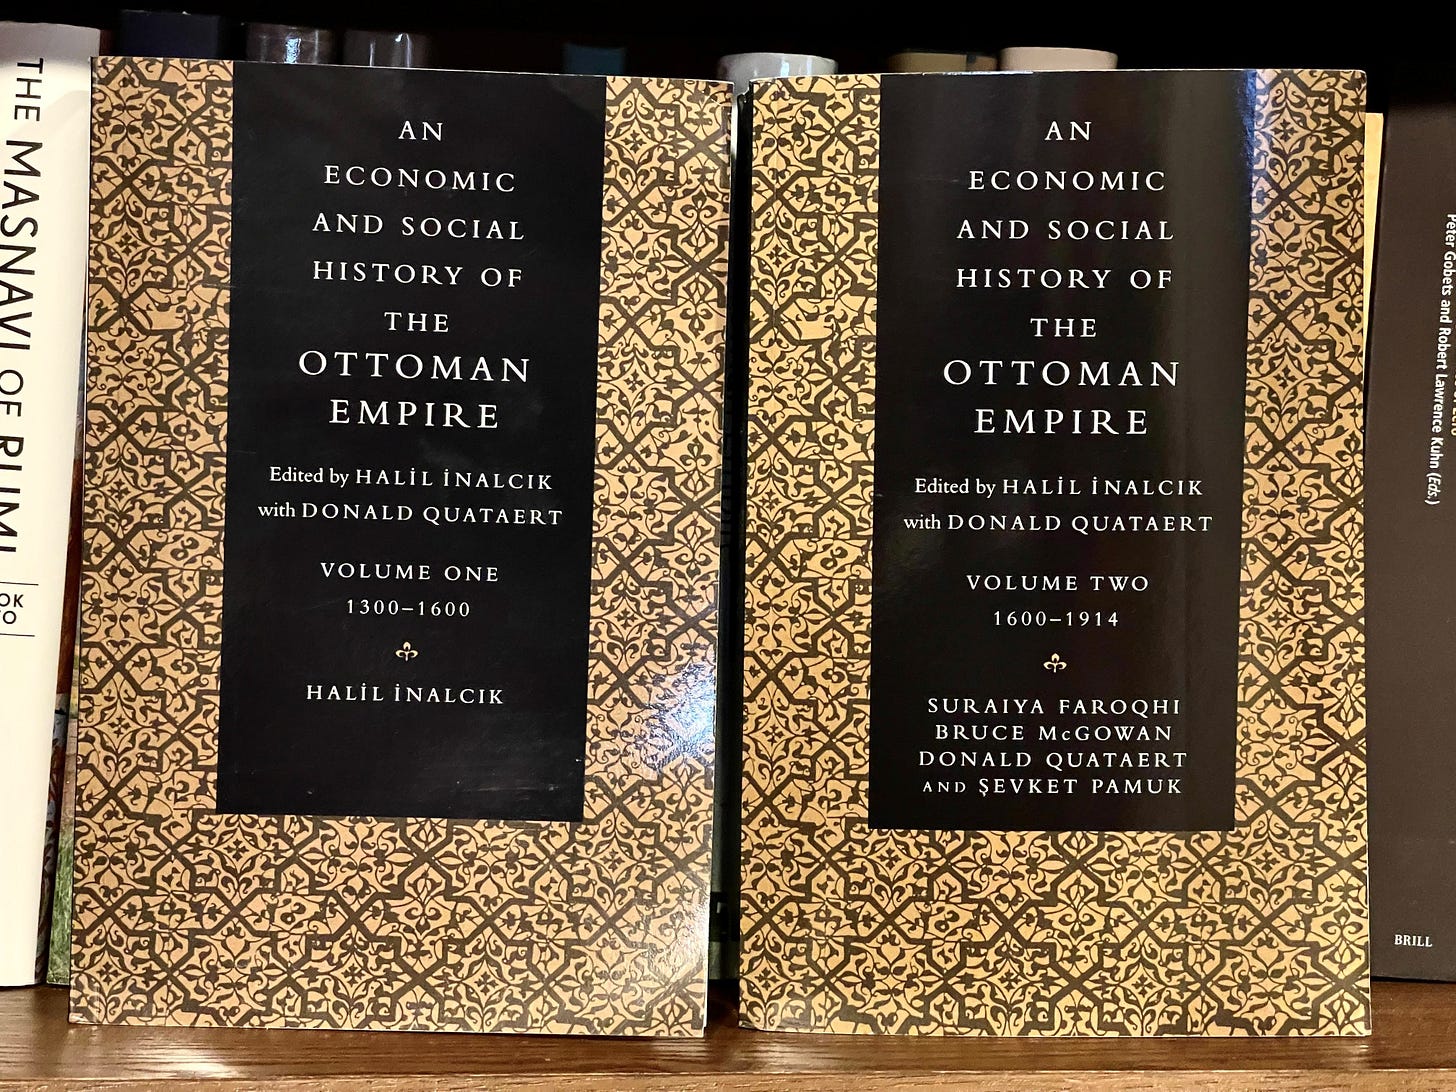 THE MASNAVI OF RUMI
AN
ECONOMIC
AND SOCIAL
HISTORY OF
THE
OTTOMAN
EMPIRE
Edited by HALİL İNALCIK
with DONALD QUATAERT
VOLUME ONE
1300–1600
HALİL İNALCIK
AN
ECONOMIC
AND SOCIAL
HISTORY OF
THE
OTTOMAN
EMPIRE
Edited by HALİL İNALCIK
with DONALD QUATAERT
VOLUME TWO
1600–1914
SURAIYA FAROQHI
BRUCE McGOWAN
DONALD QUATAERT
AND ŞEVKET PAMUK
Peter Gobets and Robert Lawrence Kuhn (Eds.)
BRILL